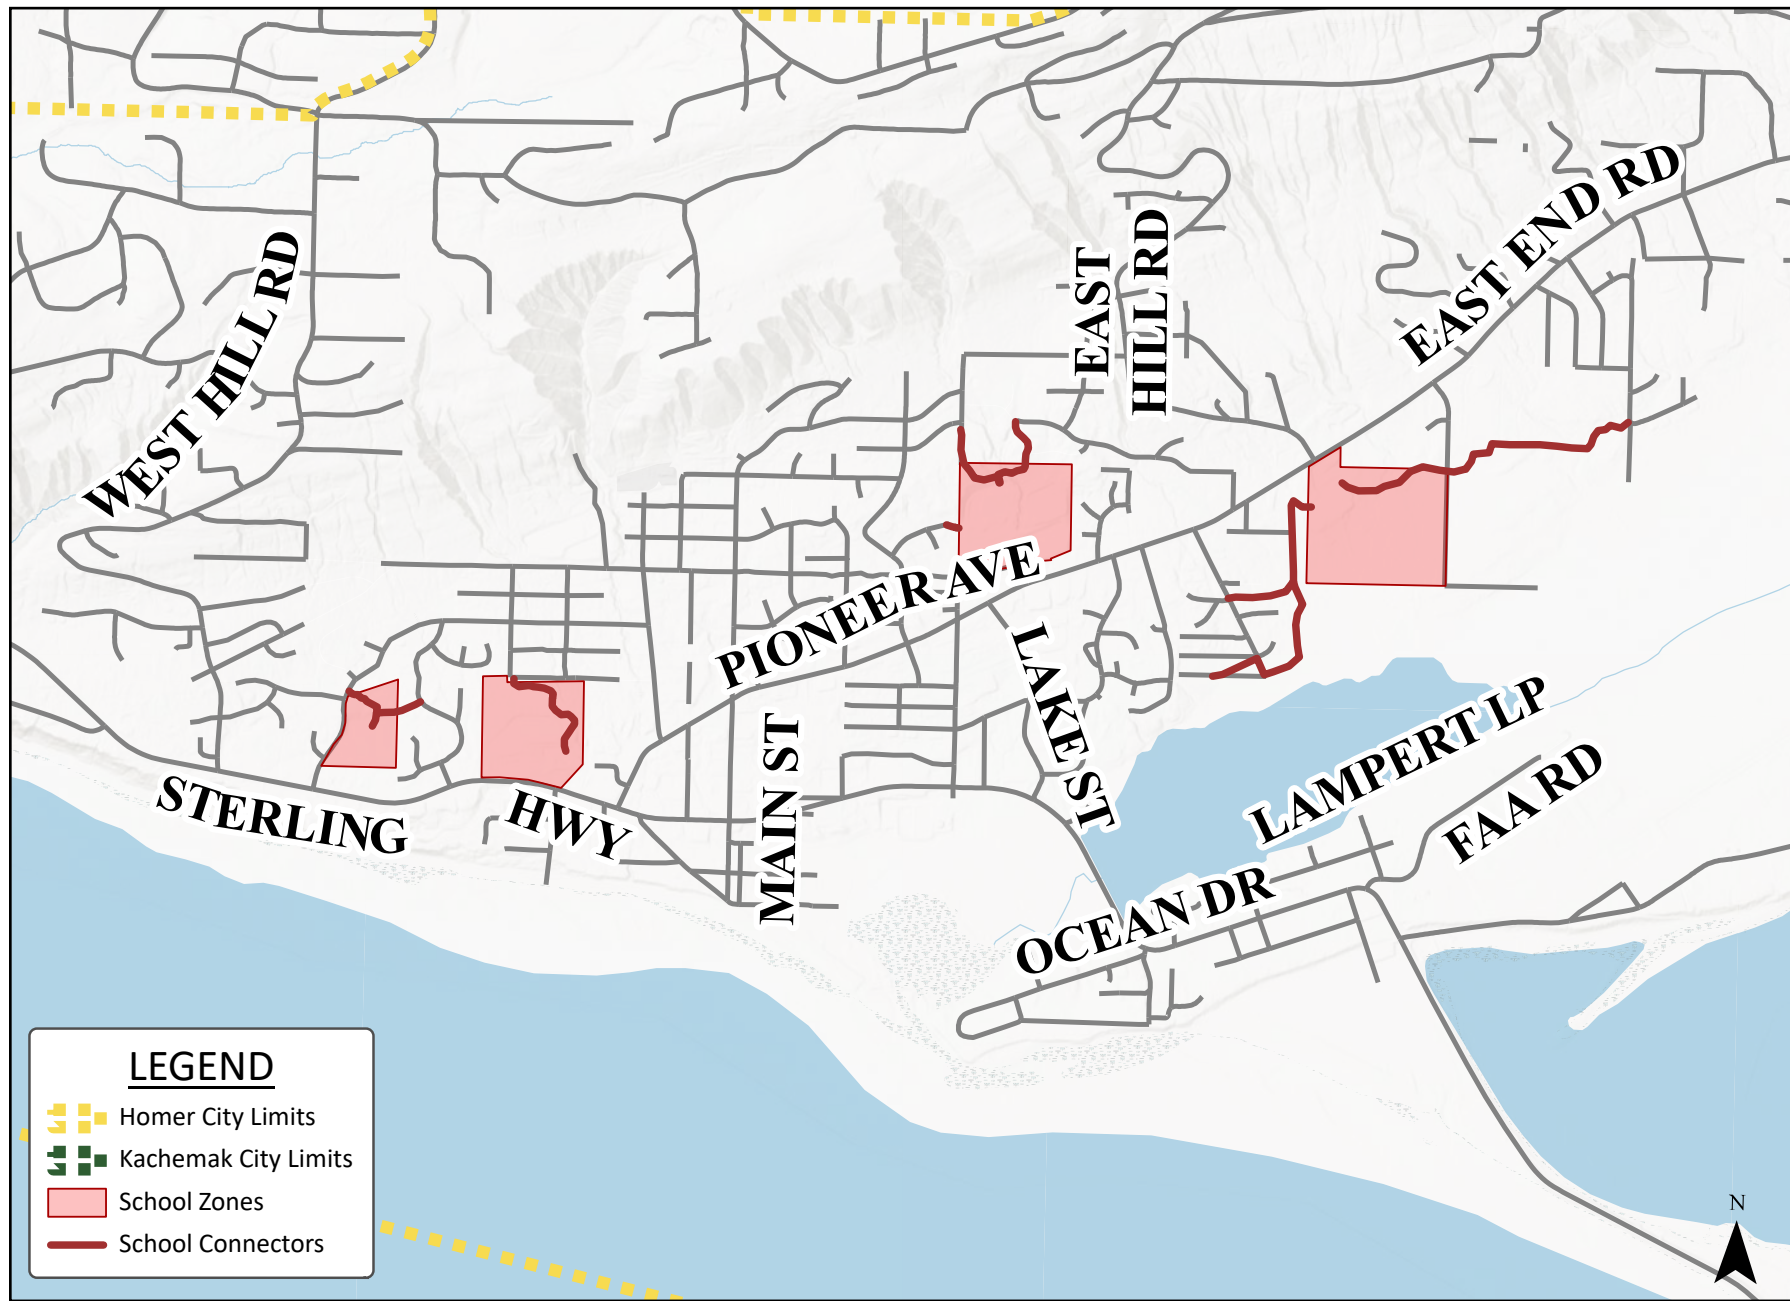 EAST END RD
EAST
HILL RD
WEST HILL RD
PIONEER AVE
LAKE ST
LAMPERT LP
FAA RD
MAIN ST
STERLING
HWY
OCEAN DR
LEGEND
Homer City Limits
Kachemak City Limits
School Zones
School Connectors
N